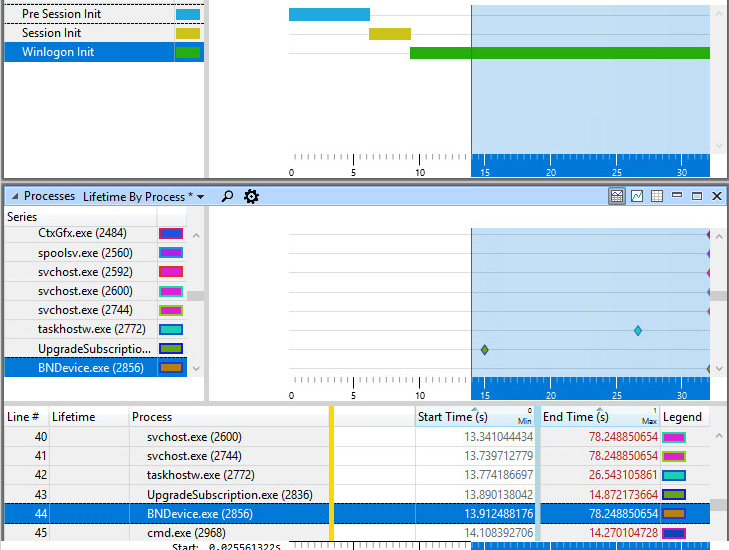 Pre Session Init
Session Init
Winlogon Init
0 5 10 15 20 25 30
Processes Lifetime By Process *
Series
CtxGfx.exe (2484)
spoolsv.exe (2560)
svchost.exe (2592)
svchost.exe (2600)
svchost.exe (2744)
taskhostw.exe (2772)
UpgradeSubscriptio...
BNDevice.exe (2856)
0 5 10 15 20 25 30
Line # Lifetime Process Start Time (s) 0 Min End Time (s) 1 Max Legend
40 svchost.exe (2600) 13.341044434 78.248850654
41 svchost.exe (2744) 13.739712779 78.248850654
42 taskhostw.exe (2772) 13.774186697 26.543105861
43 UpgradeSubscription.exe (2836) 13.890138042 14.872173664
44 BNDevice.exe (2856) 13.912488176 78.248850654
45 cmd.exe (2968) 14.108392706 14.270104728
Start: 0.025561322s